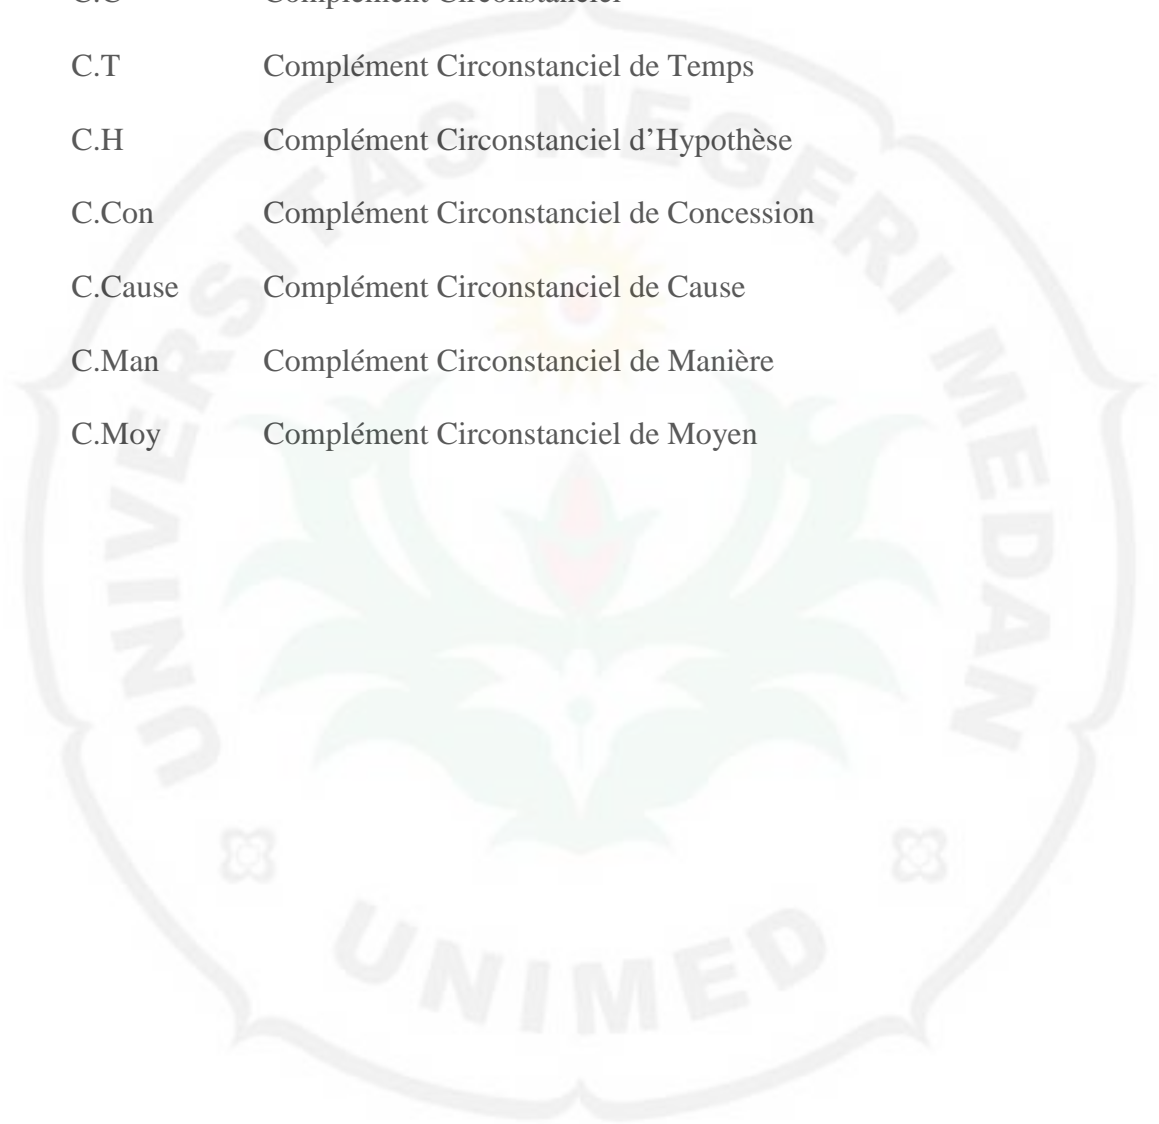 C.T Complément Circonstanciel de Temps
C.H Complément Circonstanciel d’Hypothèse
C.Con Complément Circonstanciel de Concession
C.Cause Complément Circonstanciel de Cause
C.Man Complément Circonstanciel de Manière
C.Moy Complément Circonstanciel de Moyen
UNIVERSITAS NEGERI MEDAN
UNIMED